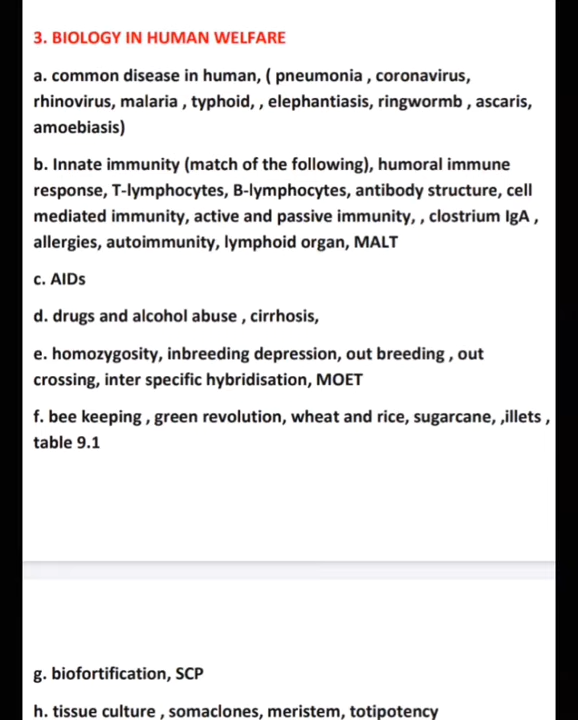 3. BIOLOGY IN HUMAN WELFARE
a. common disease in human, ( pneumonia , coronavirus,
rhinovirus, malaria , typhoid, , elephantiasis, ringwormb , ascaris,
amoebiasis)
b. Innate immunity (match of the following), humoral immune
response, T-lymphocytes, B-lymphocytes, antibody structure, cell
mediated immunity, active and passive immunity, , clostrium IgA ,
allergies, autoimmunity, lymphoid organ, MALT
c. AIDs
d. drugs and alcohol abuse , cirrhosis,
e. homozygosity, inbreeding depression, out breeding , out
crossing, inter specific hybridisation, MOET
f. bee keeping , green revolution, wheat and rice, sugarcane, ,illets ,
table 9.1
g. biofortification, SCP
h. tissue culture , somaclones, meristem, totipotency